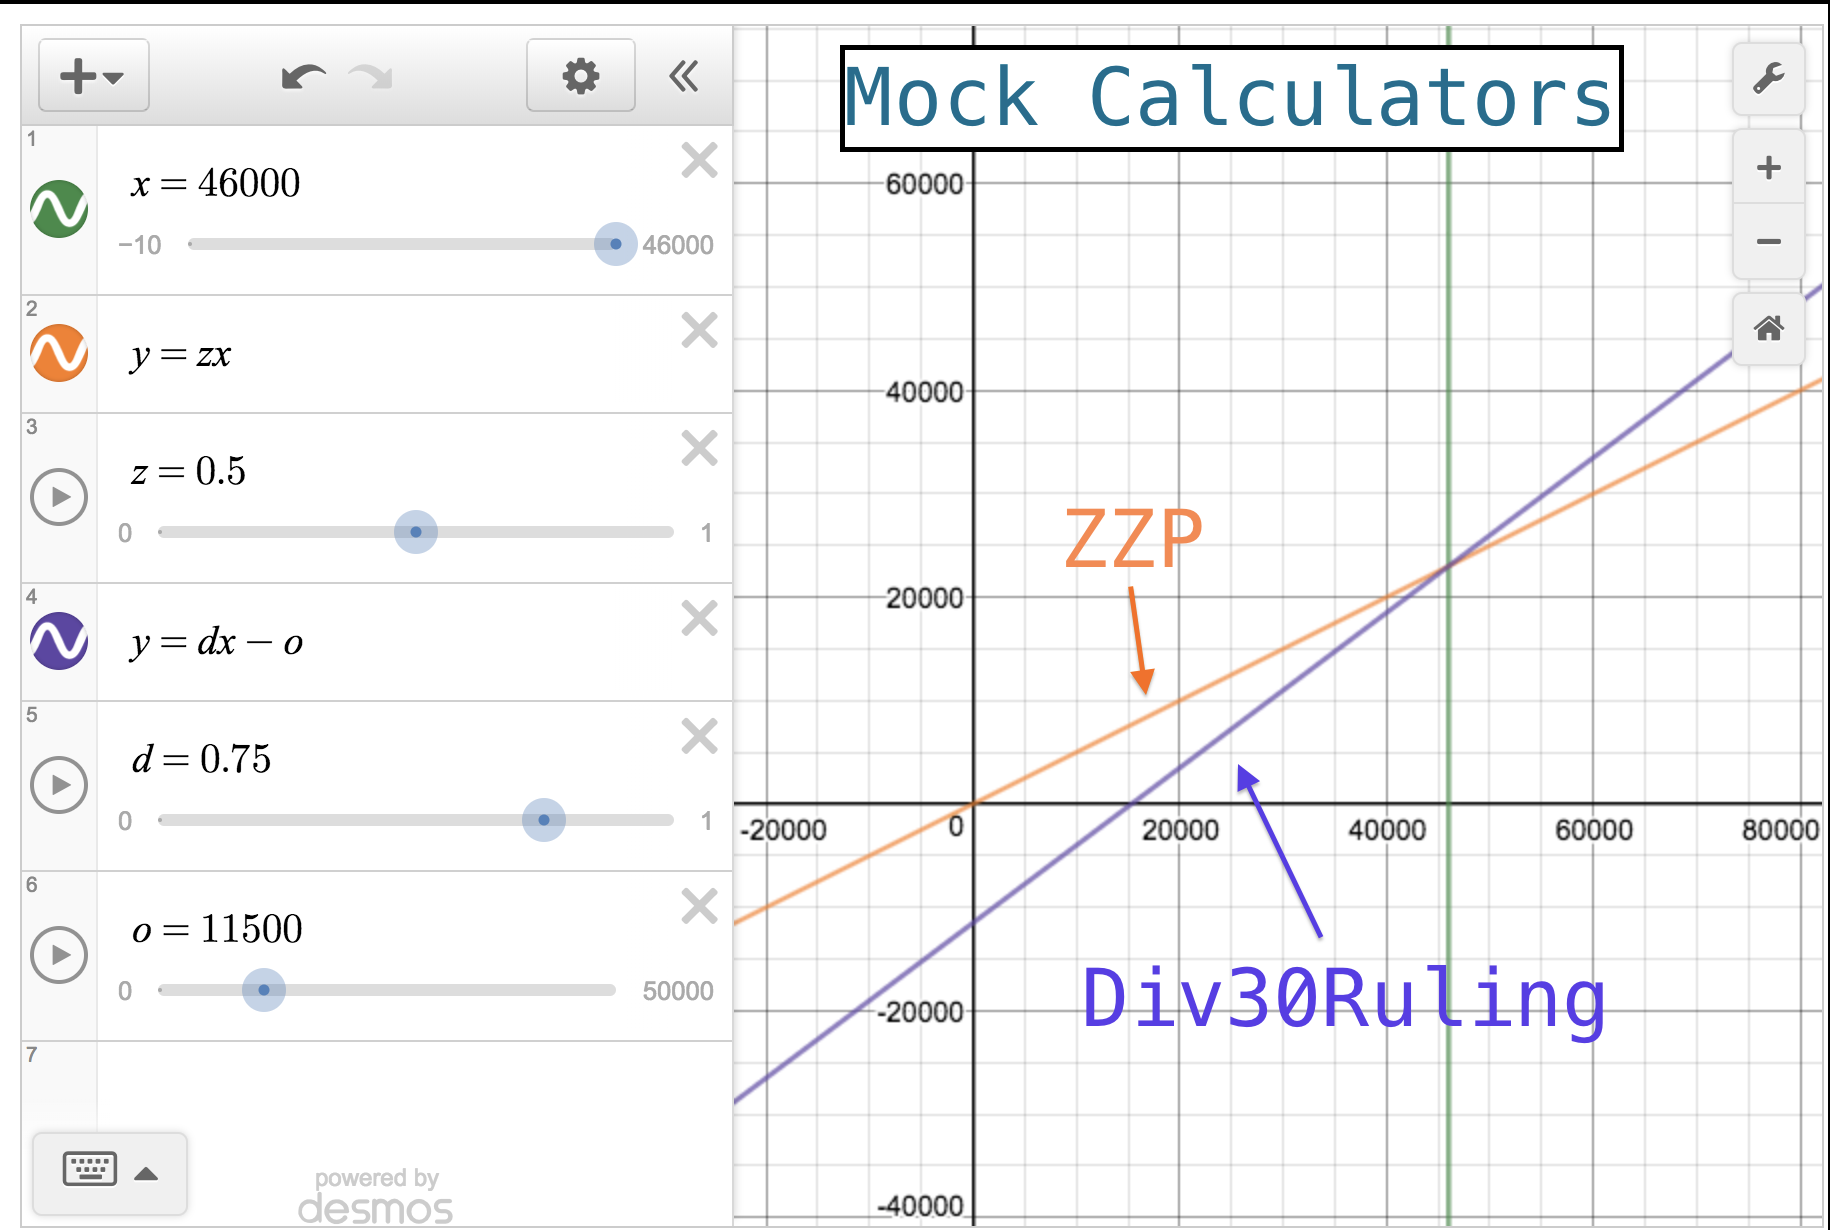 1
x = 46000
−10
46000
2
y = zx
3
z = 0.5
0
1
4
y = dx − o
5
d = 0.75
0
1
6
o = 11500
0
50000
7
powered by
desmos
Mock Calculators
60000
40000
20000
-20000
0
20000
40000
60000
80000
-20000
-40000
ZZP
Div30Ruling